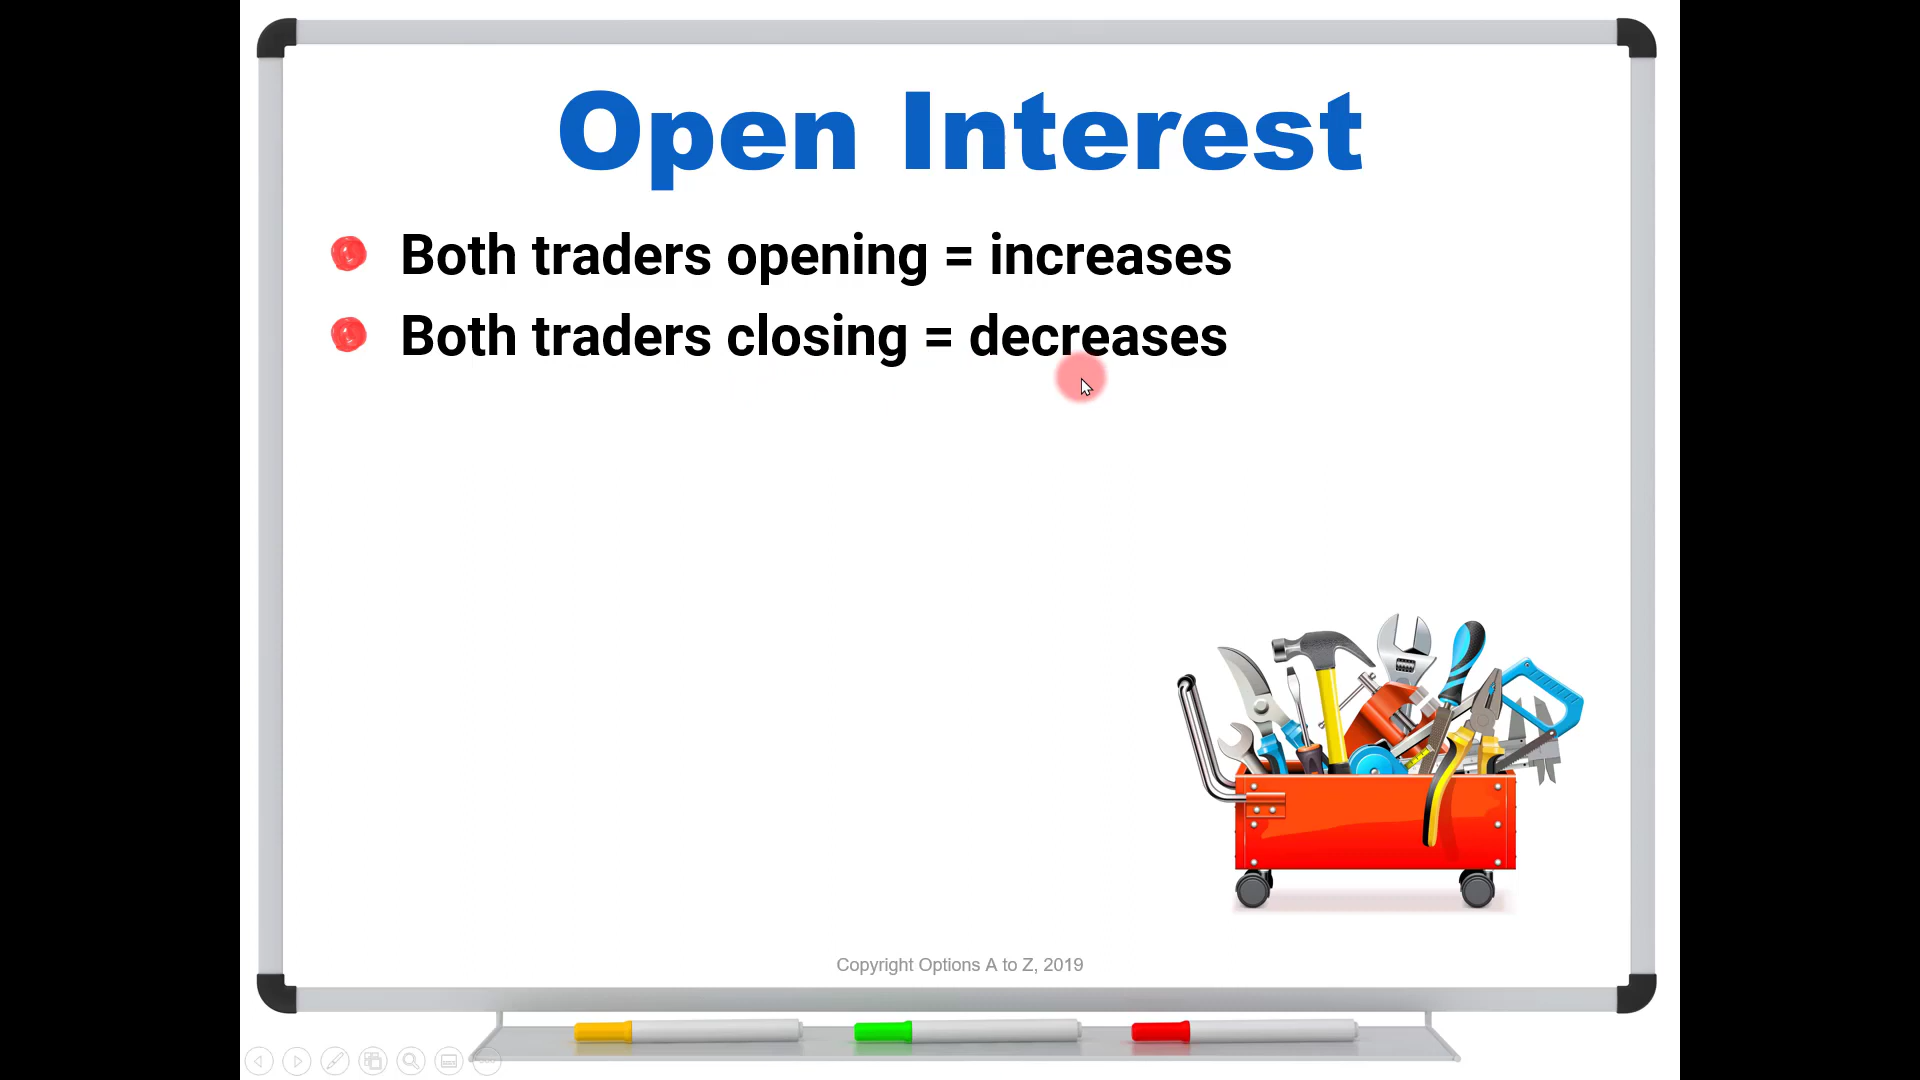 Open Interest
Both traders opening = increases
Both traders closing = decreases
Copyright Options A to Z, 2019